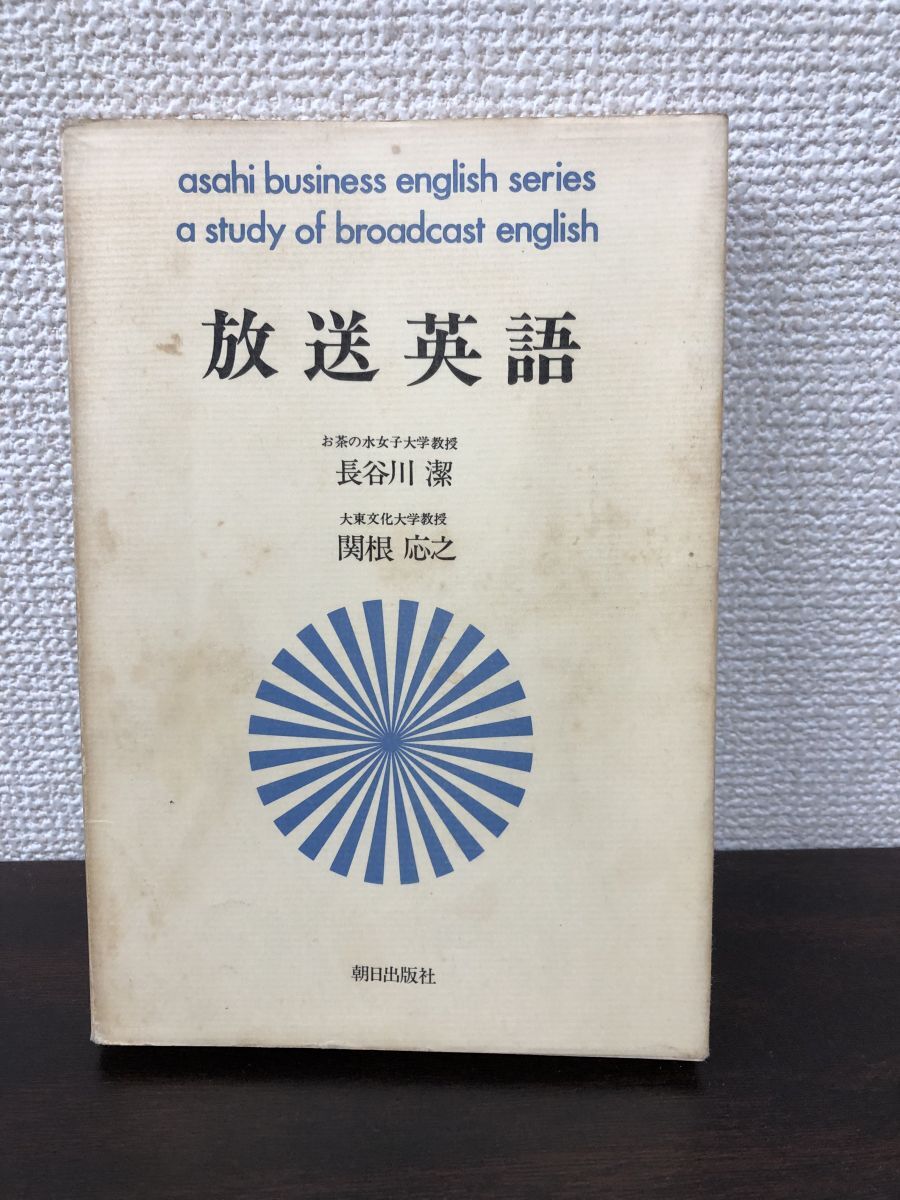 asahi business english series
a study of broadcast english
放送英語
お茶の水女子大学教授
長谷川 潔
大東文化大学教授
関根 応之
朝日出版社